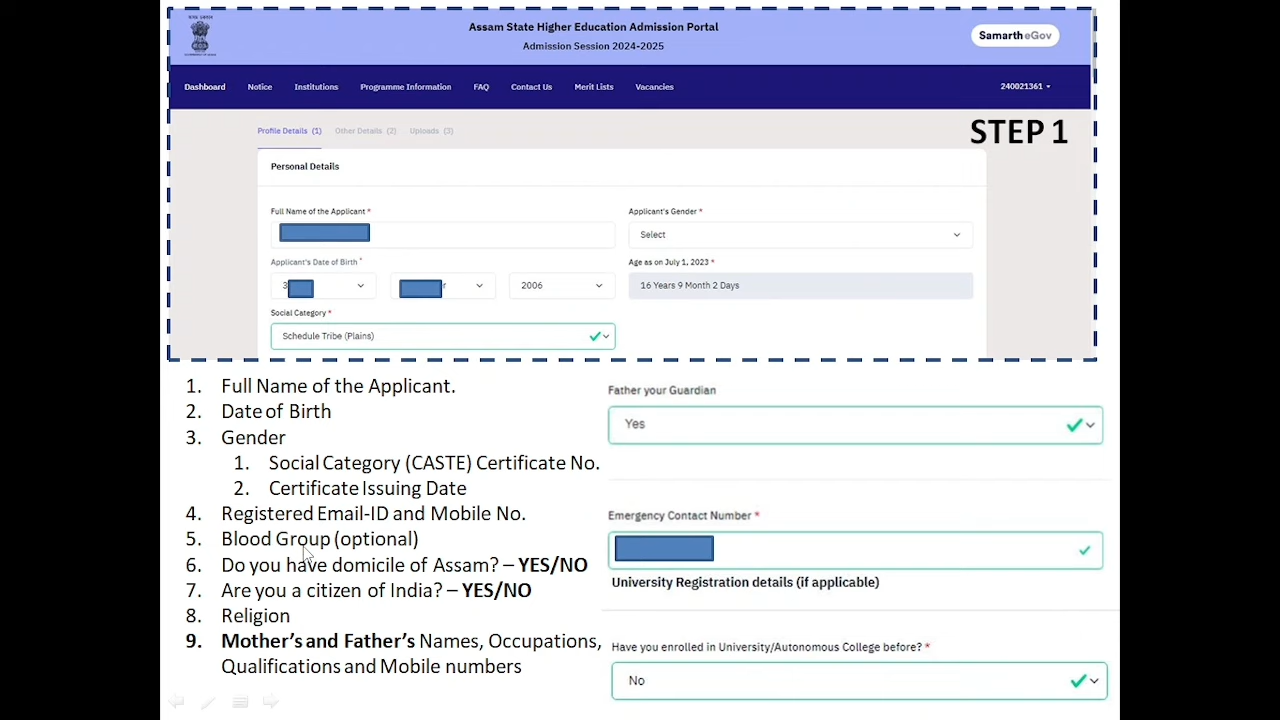 Assam State Higher Education Admission Portal
Admission Session 2024-2025
Samarth eGov
Dashboard Notice Institutions Programme Information FAQ Contact Us Merit Lists Vacancies 240021361
Profile Details (1) Other Details (2) Uploads (3)
STEP 1
Personal Details
Full Name of the Applicant * Applicant's Gender *
Select
Applicant's Date of Birth * Age as on July 1, 2023 *
3 r 2006 16 Years 9 Month 2 Days
Social Category *
Schedule Tribe (Plains)
1. Full Name of the Applicant.
2. Date of Birth
3. Gender
1. Social Category (CASTE) Certificate No.
2. Certificate Issuing Date
4. Registered Email-ID and Mobile No.
5. Blood Group (optional)
6. Do you have domicile of Assam? – YES/NO
7. Are you a citizen of India? – YES/NO
8. Religion
9. Mother's and Father's Names, Occupations,
Qualifications and Mobile numbers
Father your Guardian
Yes
Emergency Contact Number *
University Registration details (if applicable)
Have you enrolled in University/Autonomous College before? *
No